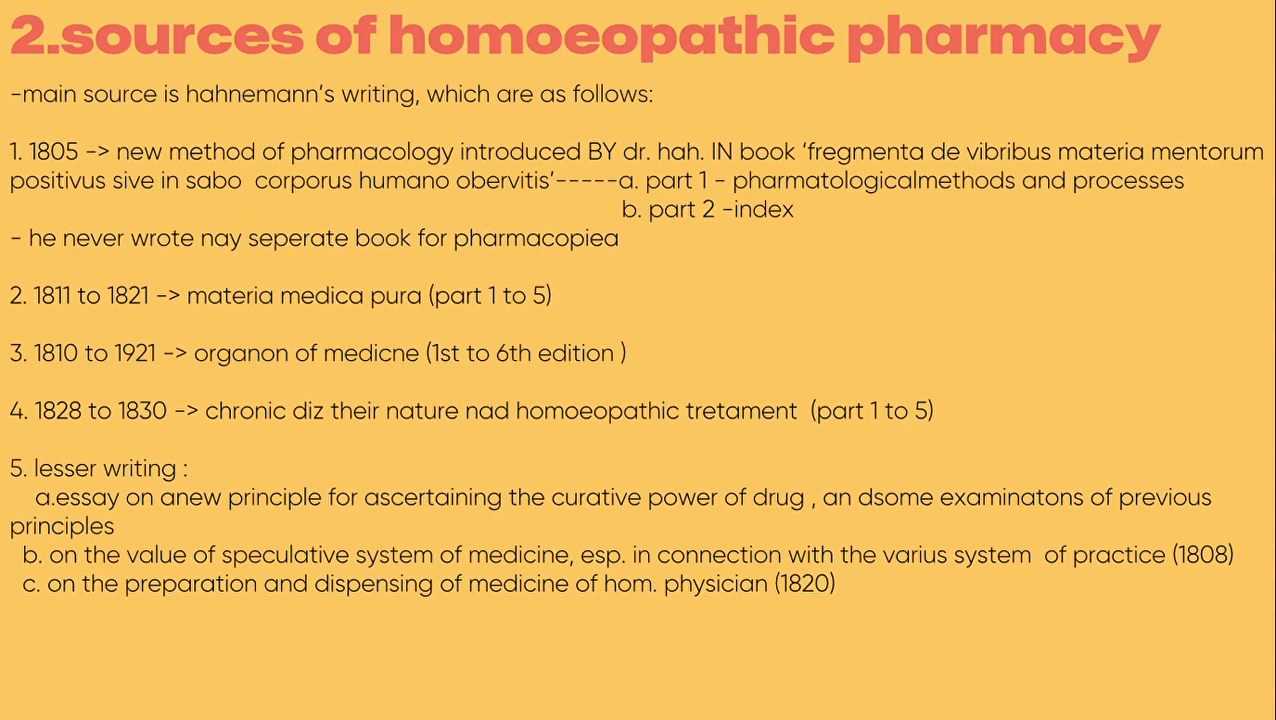 2.sources of homoeopathic pharmacy
-main source is hahnemann's writing, which are as follows:
1. 1805 -> new method of pharmacology introduced BY dr. hah. IN book 'fregmenta de vibribus materia mentorum
positivus sive in sabo corporus humano obervitis'-----a. part 1 - pharmatologicalmethods and processes
b. part 2 -index
- he never wrote nay seperate book for pharmacopiea
2. 1811 to 1821 -> materia medica pura (part 1 to 5)
3. 1810 to 1921 -> organon of medicne (1st to 6th edition )
4. 1828 to 1830 -> chronic diz their nature nad homoeopathic tretament (part 1 to 5)
5. lesser writing :
a.essay on anew principle for ascertaining the curative power of drug , an dsome examinatons of previous
principles
b. on the value of speculative system of medicine, esp. in connection with the varius system of practice (1808)
c. on the preparation and dispensing of medicine of hom. physician (1820)